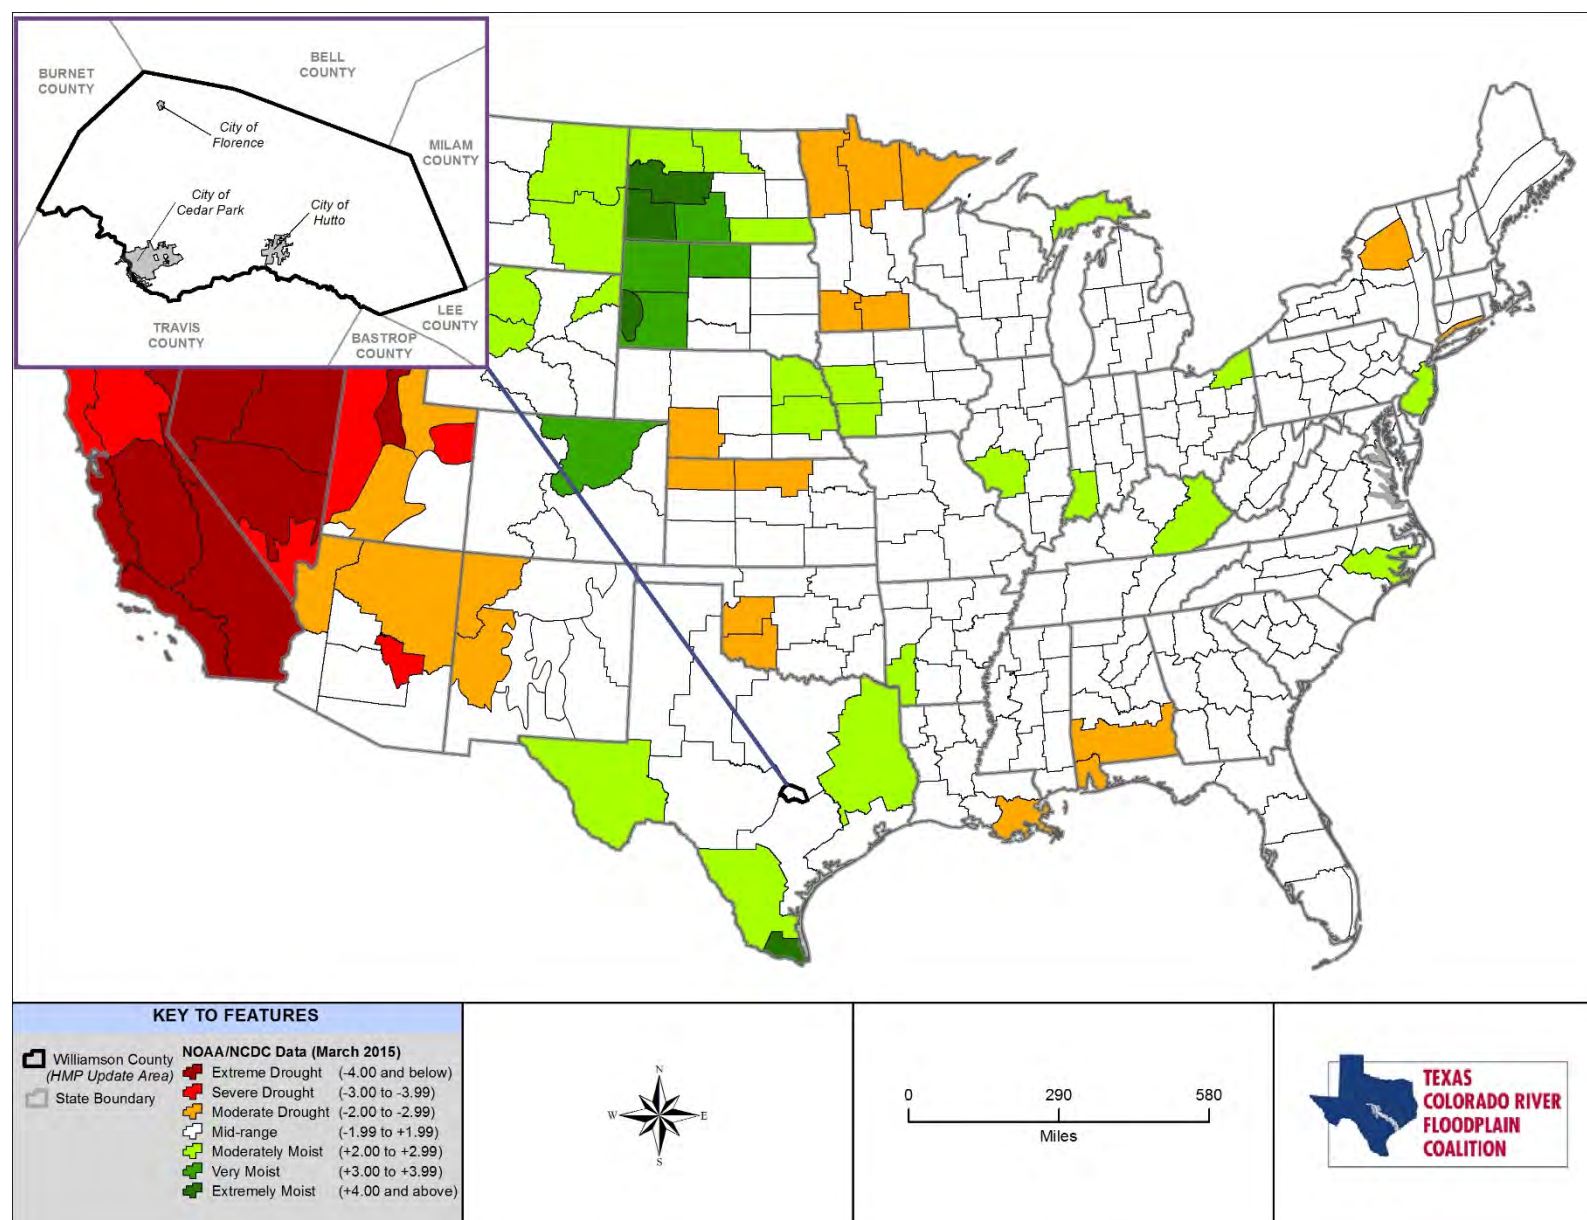 BURNET
COUNTY
BELL
COUNTY
City of
Florence
MILAM
COUNTY
City of
Cedar Park
City of
Hutto
LEE
COUNTY
TRAVIS
COUNTY
BASTROP
COUNTY
KEY TO FEATURES
Williamson County
(HMP Update Area)
State Boundary
NOAA/NCDC Data (March 2015)
Extreme Drought (-4.00 and below)
Severe Drought (-3.00 to -3.99)
Moderate Drought (-2.00 to -2.99)
Mid-range (-1.99 to +1.99)
Moderately Moist (+2.00 to +2.99)
Very Moist (+3.00 to +3.99)
Extremely Moist (+4.00 and above)
N
W E
S
0 290 580
Miles
TEXAS
COLORADO RIVER
FLOODPLAIN
COALITION